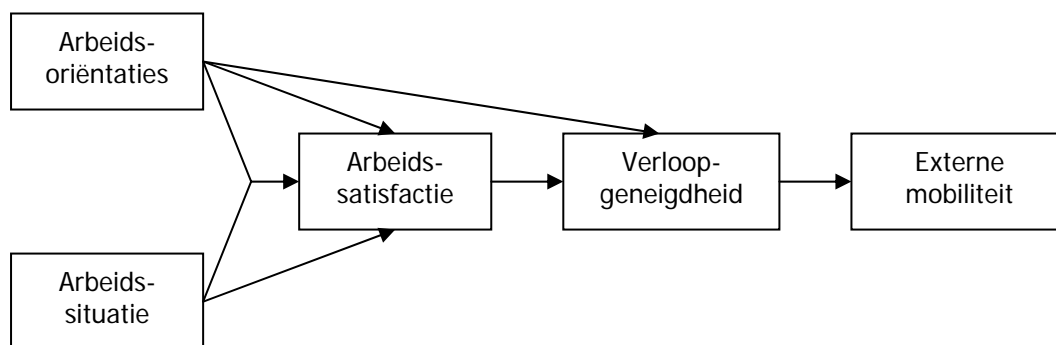 Arbeids-
oriëntaties
Arbeids-
satisfactie
Verloop-
geneigdheid
Externe
mobiliteit
Arbeids-
situatie